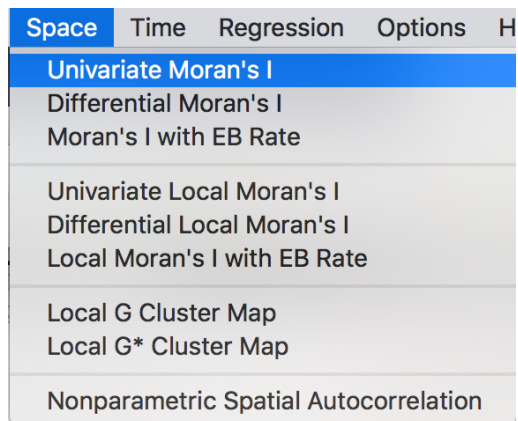 Space Time Regression Options H
Univariate Moran's I
Differential Moran's I
Moran's I with EB Rate
Univariate Local Moran's I
Differential Local Moran's I
Local Moran's I with EB Rate
Local G Cluster Map
Local G* Cluster Map
Nonparametric Spatial Autocorrelation